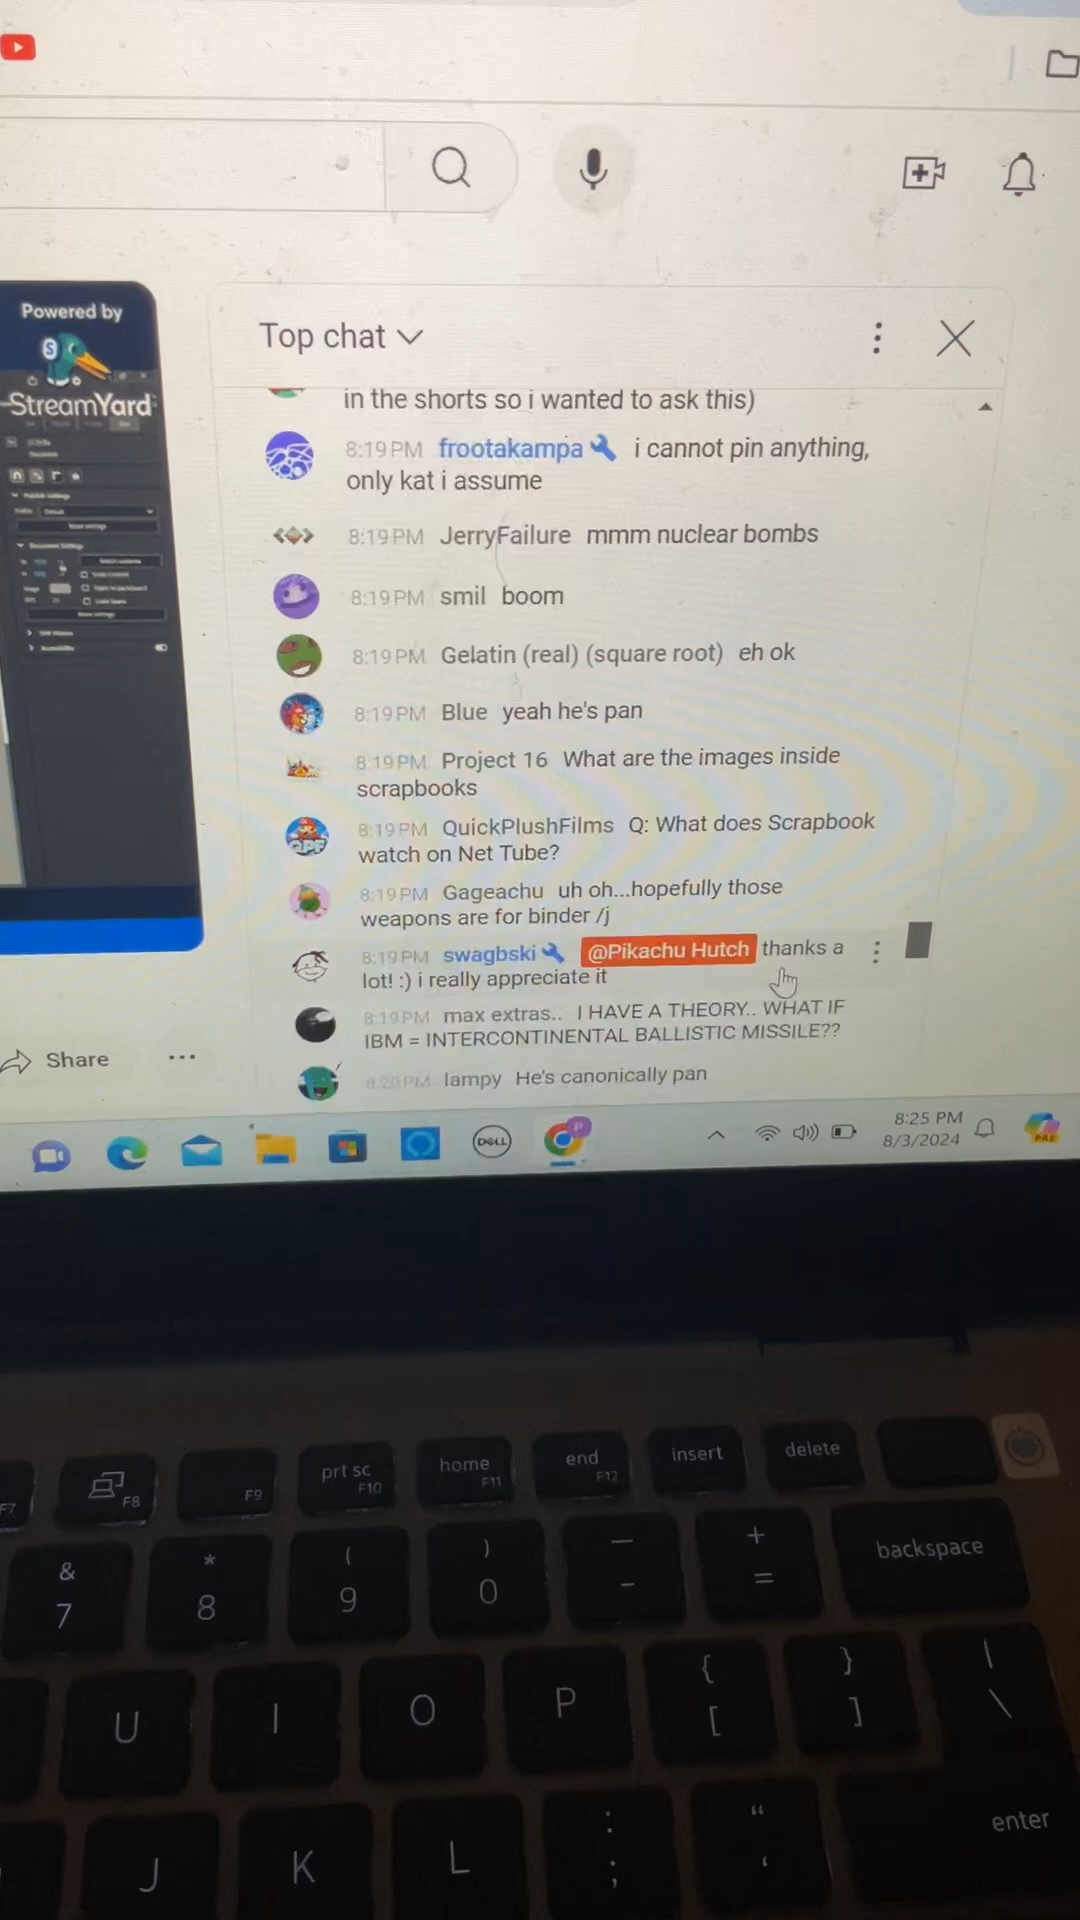 Powered by
S
StreamYard
Top chat
in the shorts so i wanted to ask this)
8:19 PM frootakampa i cannot pin anything,
only kat i assume
8:19 PM JerryFailure mmm nuclear bombs
8:19 PM smil boom
8:19 PM Gelatin (real) (square root) eh ok
8:19 PM Blue yeah he's pan
8:19 PM Project 16 What are the images inside
scrapbooks
8:19 PM QuickPlushFilms Q: What does Scrapbook
watch on Net Tube?
QPF
8:19 PM Gageachu uh oh...hopefully those
weapons are for binder /j
8:19 PM swagbski @Pikachu Hutch thanks a
lot! :) i really appreciate it
8:19 PM max extras.. I HAVE A THEORY.. WHAT IF
IBM = INTERCONTINENTAL BALLISTIC MISSILE??
8:20 PM lampy He's canonically pan
Share
DELL
P
8:25 PM
8/3/2024
PRE
F7
F8
F9
prt sc
F10
home
F11
end
F12
insert
delete
&
7
*
8
(
9
)
0
—
-
+
=
backspace
U
I
O
P
{
[
}
]
|
\
J
K
L
:
;
“
‘
enter